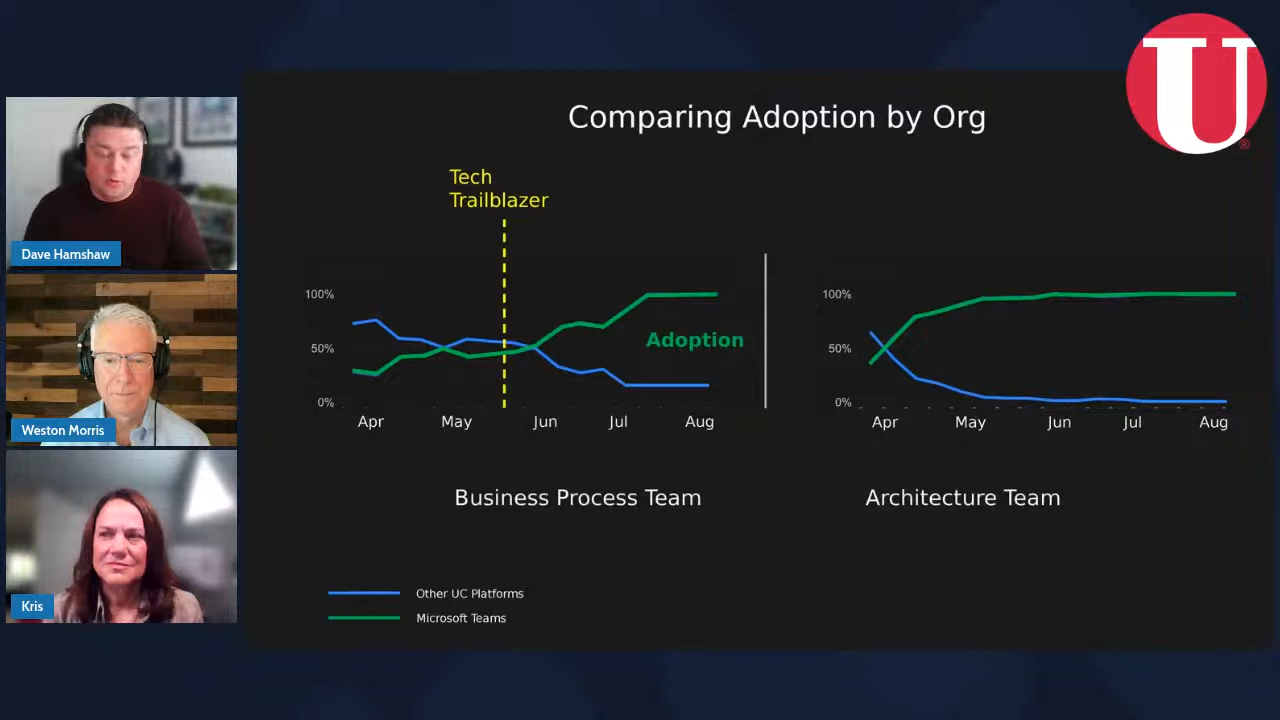 U
®
Comparing Adoption by Org
Tech
Trailblazer
100%
50%
0%
Adoption
Apr
May
Jun
Jul
Aug
Business Process Team
100%
50%
0%
Apr
May
Jun
Jul
Aug
Architecture Team
Other UC Platforms
Microsoft Teams
Dave Hamshaw
Weston Morris
Kris